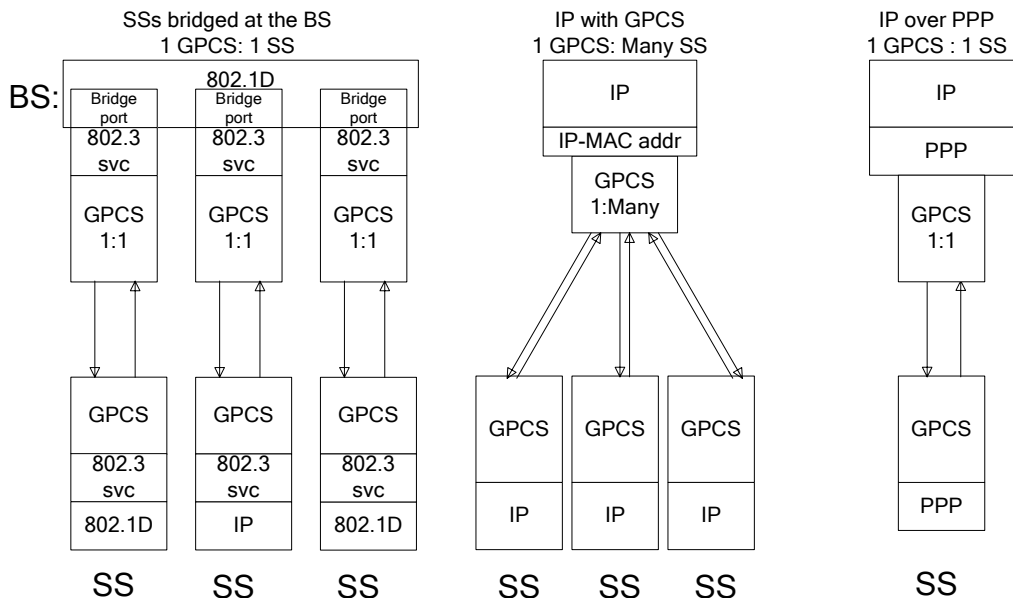 SSs bridged at the BS
1 GPCS: 1 SS
BS:
802.1D
Bridge
port
Bridge
port
Bridge
port
802.3
svc
802.3
svc
802.3
svc
GPCS
1:1
GPCS
1:1
GPCS
1:1
GPCS
GPCS
GPCS
802.3
svc
802.3
svc
802.3
svc
802.1D
IP
802.1D
SS
SS
SS
IP with GPCS
1 GPCS: Many SS
IP
IP-MAC addr
GPCS
1:Many
GPCS
GPCS
GPCS
IP
IP
IP
SS
SS
SS
IP over PPP
1 GPCS : 1 SS
IP
PPP
GPCS
1:1
GPCS
PPP
SS